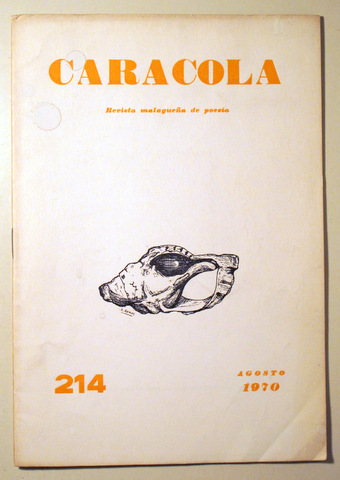 CARACOLA
Revista malagueña de poesía
214
AGOSTO
1970